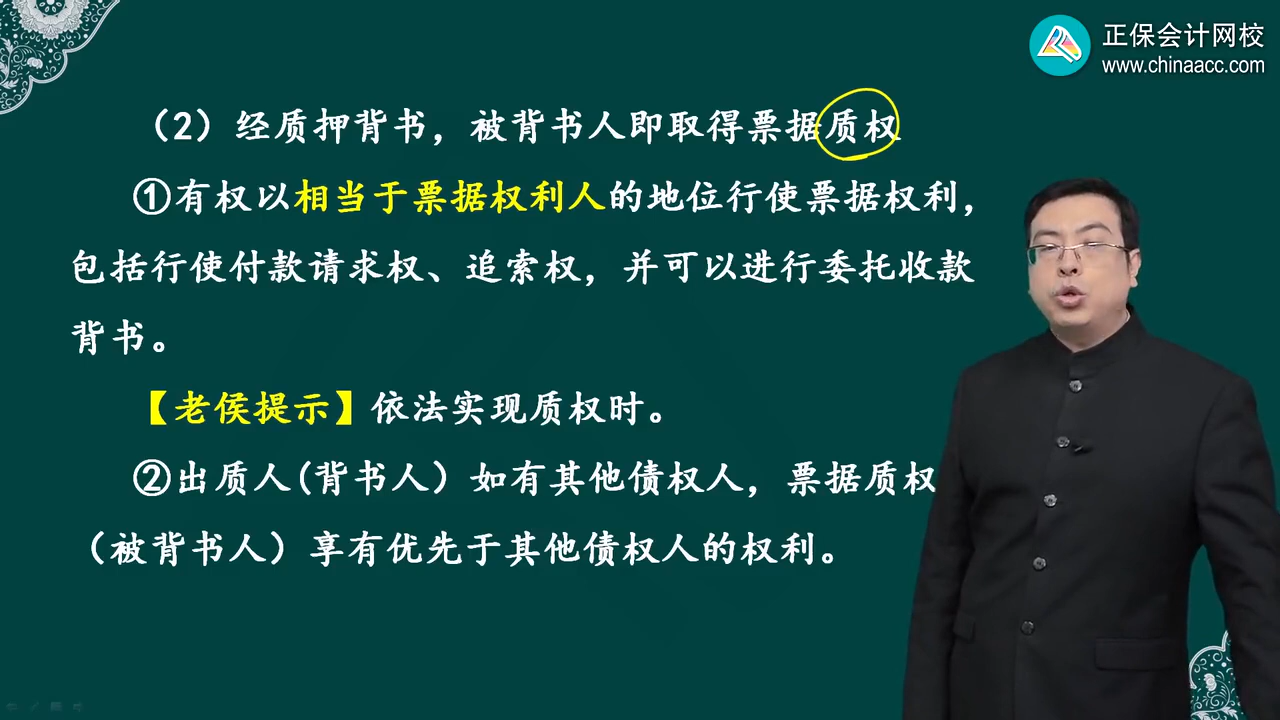 正保会计网校
www.chinaacc.com
（2）经质押背书，被背书人即取得票据质权
①有权以相当于票据权利人的地位行使票据权利，
包括行使付款请求权、追索权，并可以进行委托收款
背书。
【老侯提示】依法实现质权时。
②出质人(背书人）如有其他债权人，票据质权
（被背书人）享有优先于其他债权人的权利。